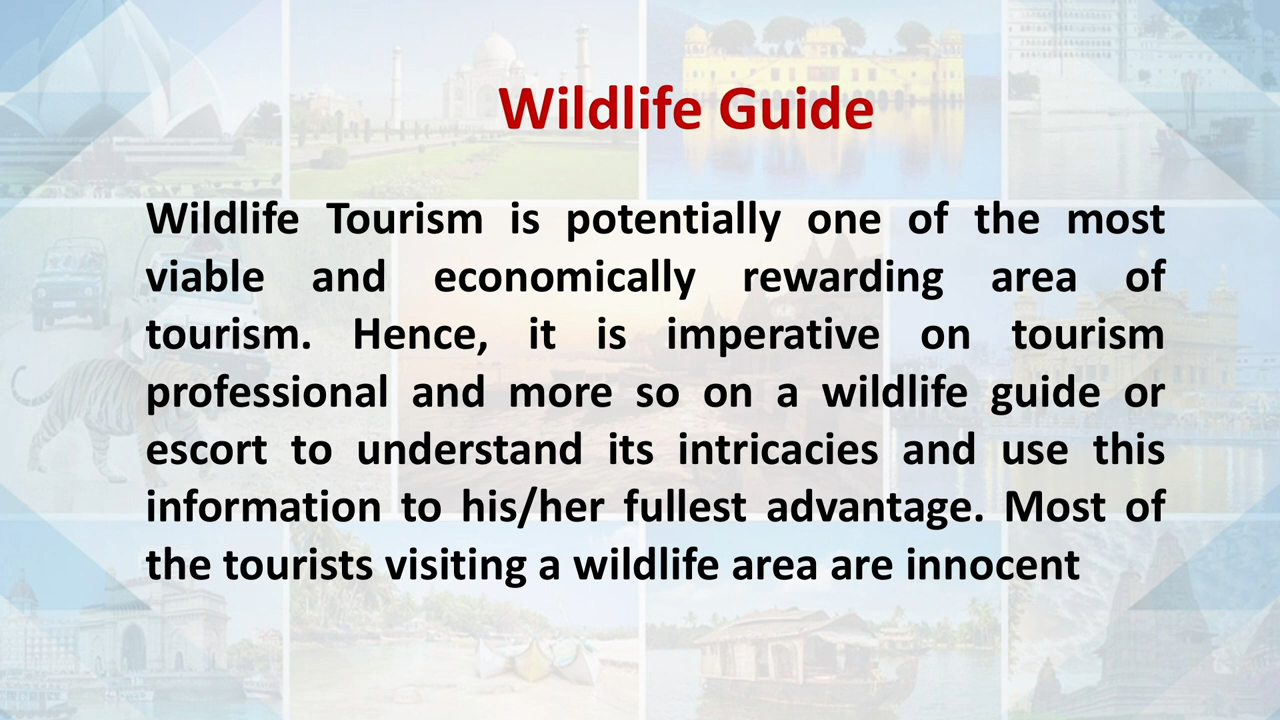 Wildlife Guide
Wildlife Tourism is potentially one of the most
viable and economically rewarding area of
tourism. Hence, it is imperative on tourism
professional and more so on a wildlife guide or
escort to understand its intricacies and use this
information to his/her fullest advantage. Most of
the tourists visiting a wildlife area are innocent